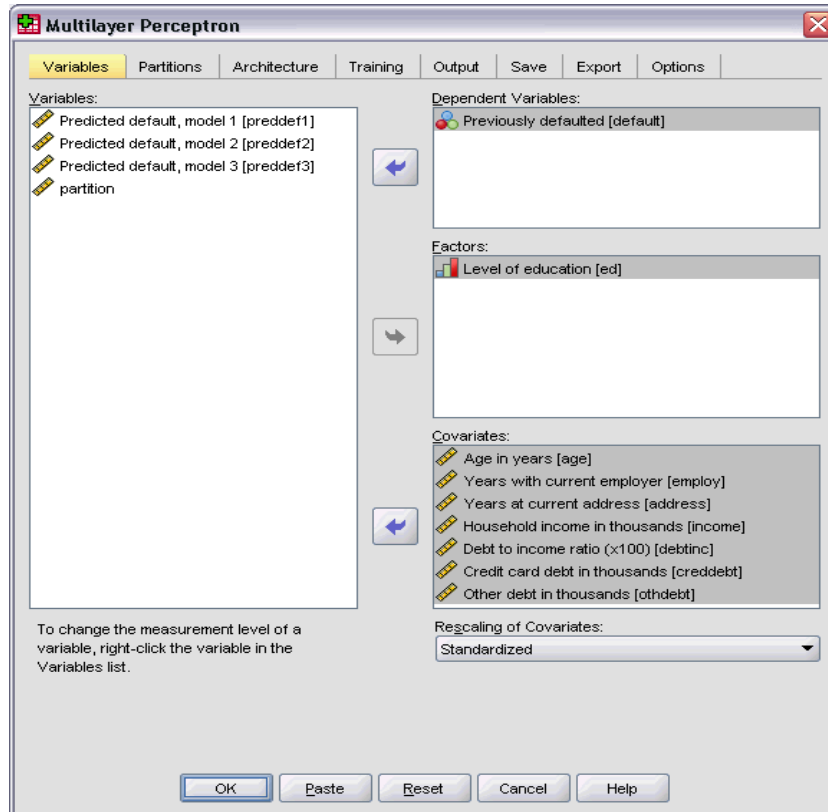 Multilayer Perceptron
Variables Partitions Architecture Training Output Save Export Options
Variables:
Predicted default, model 1 [preddef1]
Predicted default, model 2 [preddef2]
Predicted default, model 3 [preddef3]
partition
Dependent Variables:
Previously defaulted [default]
Factors:
Level of education [ed]
Covariates:
Age in years [age]
Years with current employer [employ]
Years at current address [address]
Household income in thousands [income]
Debt to income ratio (x100) [debtinc]
Credit card debt in thousands [creddebt]
Other debt in thousands [othdebt]
To change the measurement level of a
variable, right-click the variable in the
Variables list.
Rescaling of Covariates:
Standardized
OK Paste Reset Cancel Help